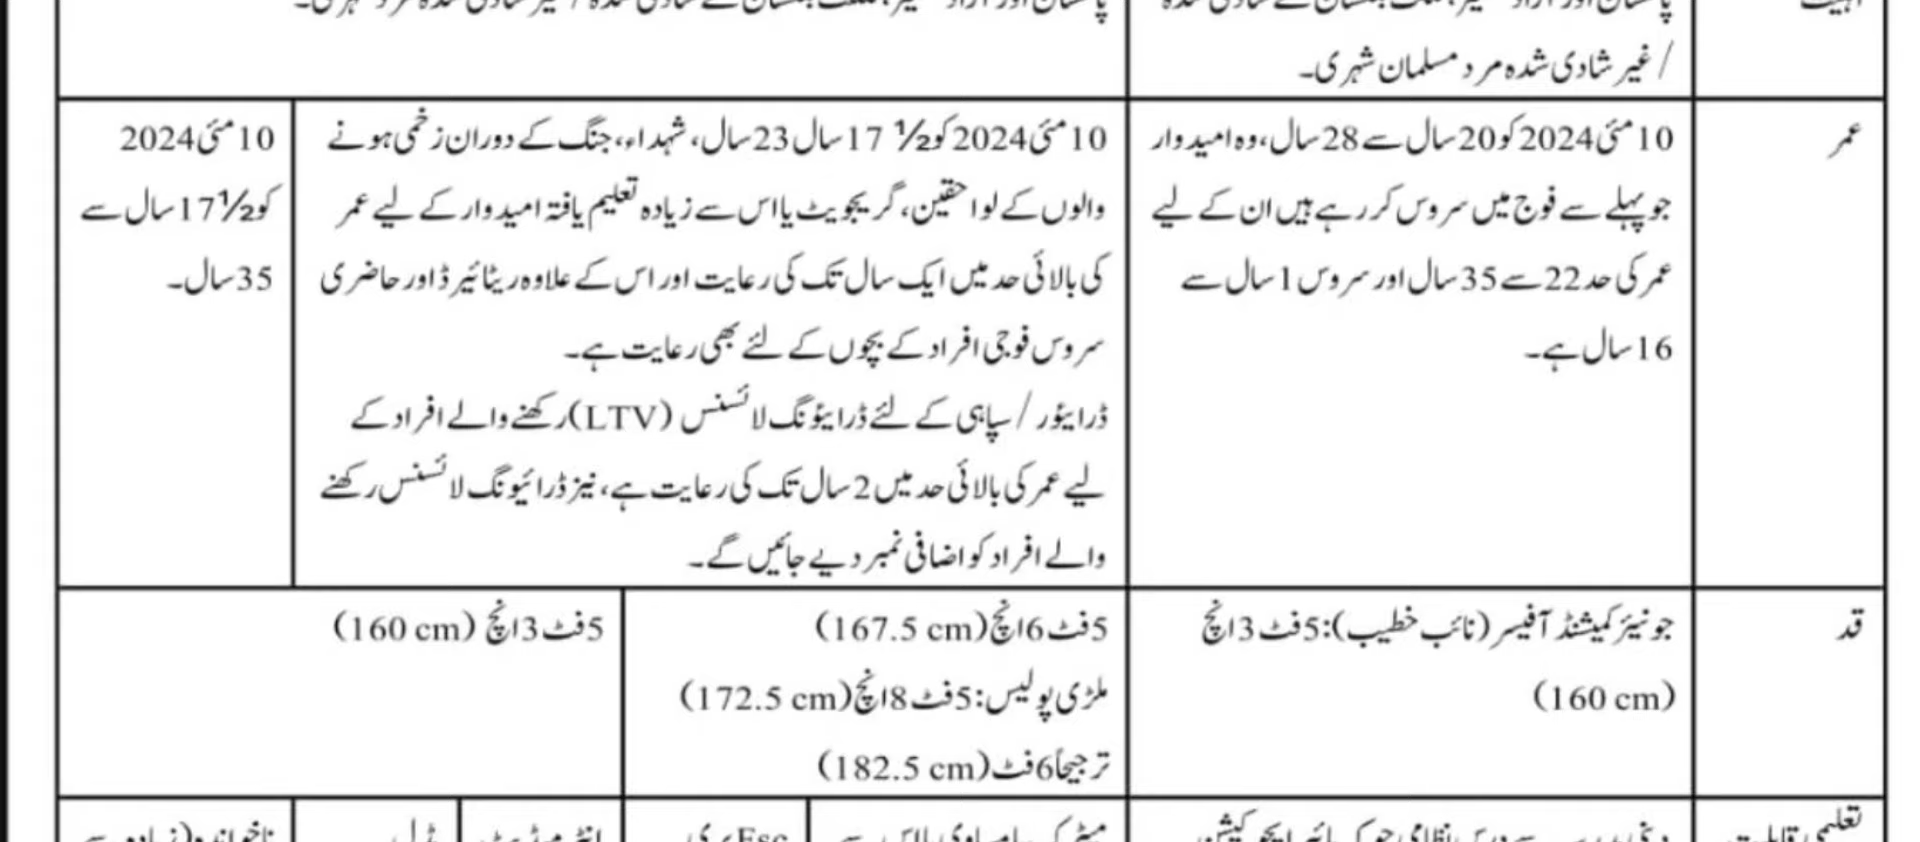 / غیر شادی شدہ مرد مسلمان شہری۔
عمر
10 مئی 2024 کو 20 سال سے 28 سال، وہ امیدوار
جو پہلے سے فوج میں سروس کر رہے ہیں ان کے لیے
عمر کی حد 22 سے 35 سال اور سروس 1 سال سے
16 سال ہے۔
10 مئی 2024 کو ½ 17 سال 23 سال، شہداء، جنگ کے دوران زخمی ہونے
والوں کے لواحقین، گریجویٹ یا اس سے زیادہ تعلیم یافتہ امیدوار کے لیے عمر
کی بالائی حد میں ایک سال تک کی رعایت اور اس کے علاوہ ریٹائیرڈ اور حاضری
سروس فوجی افراد کے بچوں کے لئے بھی رعایت ہے۔
ڈرائیور / سپاہی کے لئے ڈرائیونگ لائسنس (LTV) رکھنے والے افراد کے
لیے عمر کی بالائی حد میں 2 سال تک کی رعایت ہے، نیز ڈرائیونگ لائسنس رکھنے
والے افراد کو اضافی نمبر دیے جائیں گے۔
10 مئی 2024
کو ½17 سال سے
35 سال۔
قد
جونیئر کمیشنڈ آفیسر (نائب خطیب): 5 فٹ 3 انچ
(160 cm)
5 فٹ 6 انچ (167.5 cm)
ملڑی پولیس: 5 فٹ 8 انچ (172.5 cm)
ترجیحاً 6 فٹ (182.5 cm)
5 فٹ 3 انچ (160 cm)
تعلیمی قابلیت